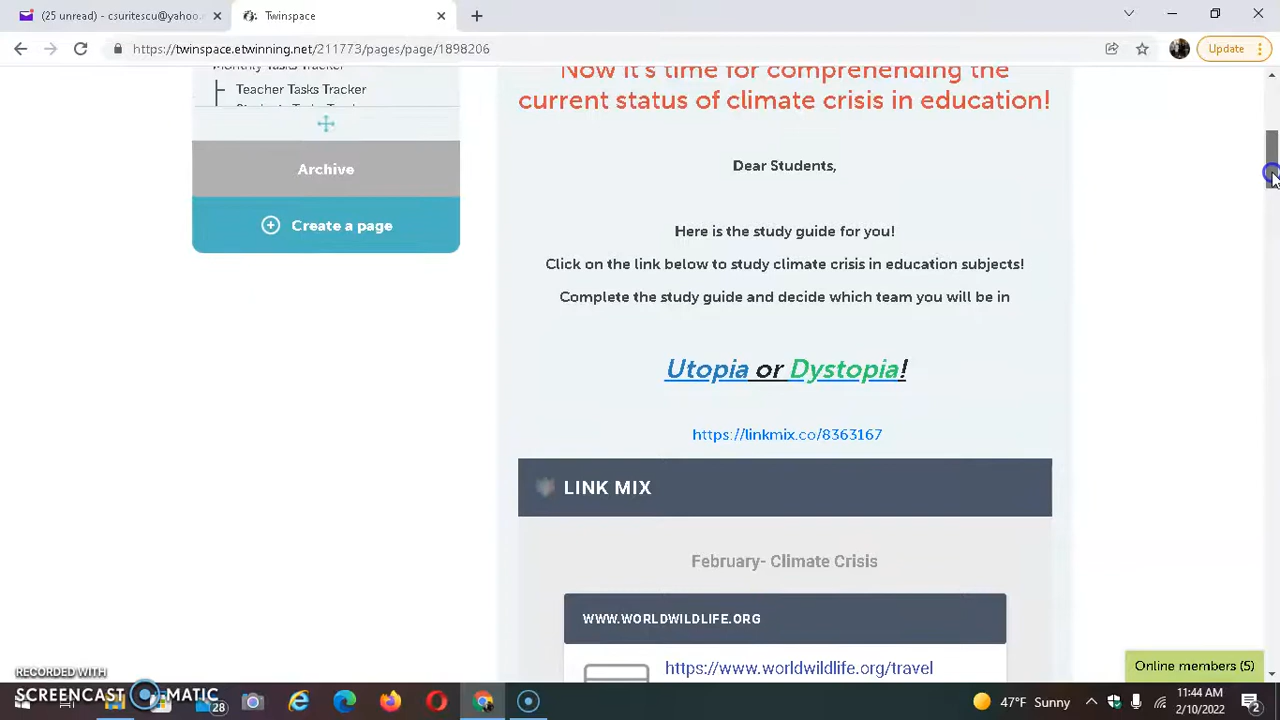 (25 unread) - csuritescu@yahoo.
Twinspace
https://twinspace.etwinning.net/211773/pages/page/1898206
Update
Monthly Tasks Tracker
Teacher Tasks Tracker
Archive
Create a page
Now it's time for comprehending the
current status of climate crisis in education!
Dear Students,
Here is the study guide for you!
Click on the link below to study climate crisis in education subjects!
Complete the study guide and decide which team you will be in
Utopia or Dystopia!
https://linkmix.co/8363167
LINK MIX
February- Climate Crisis
WWW.WORLDWILDLIFE.ORG
https://www.worldwildlife.org/travel
Online members (5)
RECORDED WITH
SCREENCAST MATIC
28
47°F Sunny
11:44 AM
2/10/2022
2